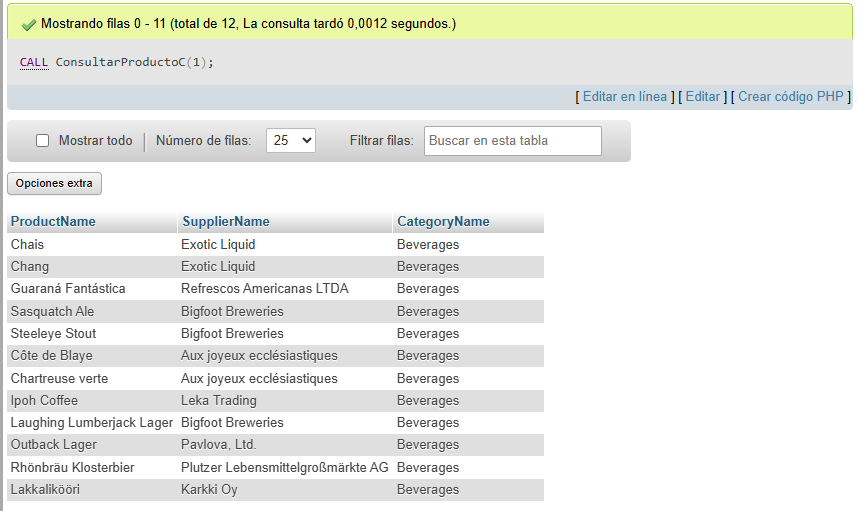 Mostrando filas 0 - 11 (total de 12, La consulta tardó 0,0012 segundos.)
CALL ConsultarProductoC(1);
[ Editar en línea ] [ Editar ] [ Crear código PHP ]
Mostrar todo | Número de filas: 25 Filtrar filas: Buscar en esta tabla
Opciones extra
ProductName SupplierName CategoryName
Chais Exotic Liquid Beverages
Chang Exotic Liquid Beverages
Guaraná Fantástica Refrescos Americanas LTDA Beverages
Sasquatch Ale Bigfoot Breweries Beverages
Steeleye Stout Bigfoot Breweries Beverages
Côte de Blaye Aux joyeux ecclésiastiques Beverages
Chartreuse verte Aux joyeux ecclésiastiques Beverages
Ipoh Coffee Leka Trading Beverages
Laughing Lumberjack Lager Bigfoot Breweries Beverages
Outback Lager Pavlova, Ltd. Beverages
Rhönbräu Klosterbier Plutzer Lebensmittelgroßmärkte AG Beverages
Lakkalikööri Karkki Oy Beverages